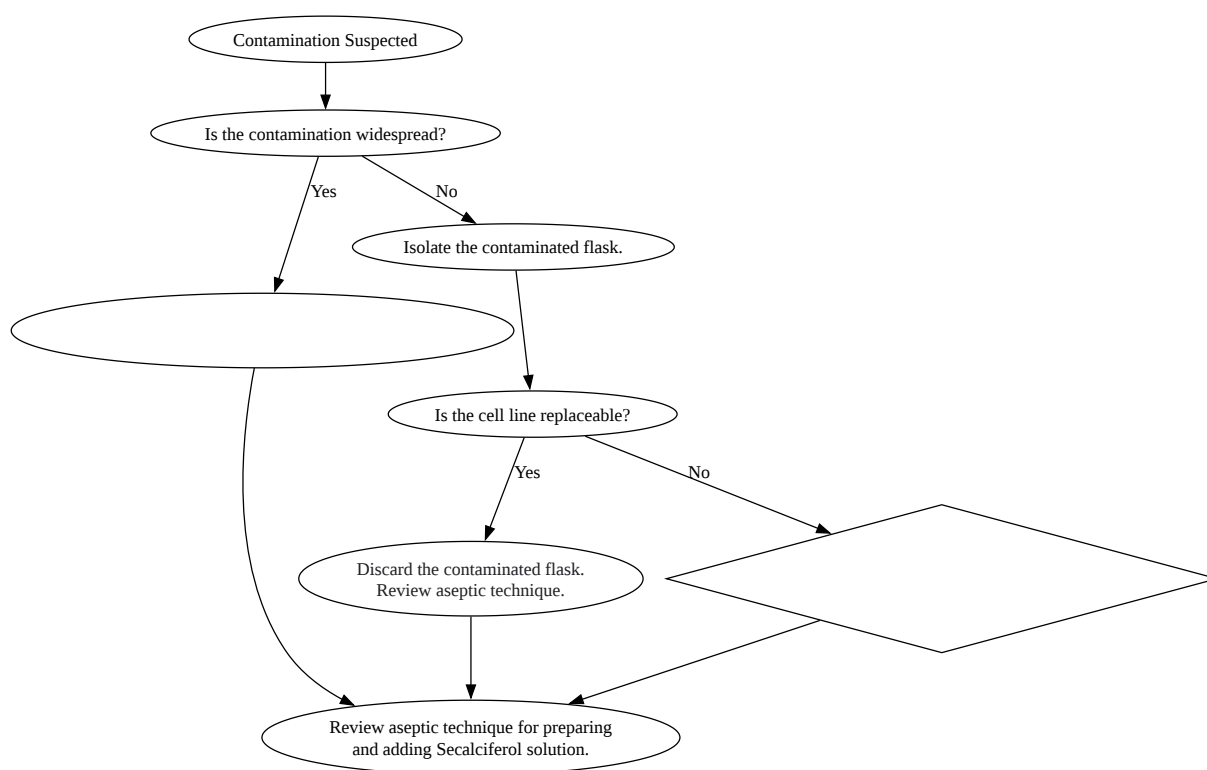 Contamination Suspected
Is the contamination widespread?
Yes
No
Isolate the contaminated flask.
Is the cell line replaceable?
Yes
No
Discard the contaminated flask.
Review aseptic technique.
Review aseptic technique for preparing
and adding Secalciferol solution.